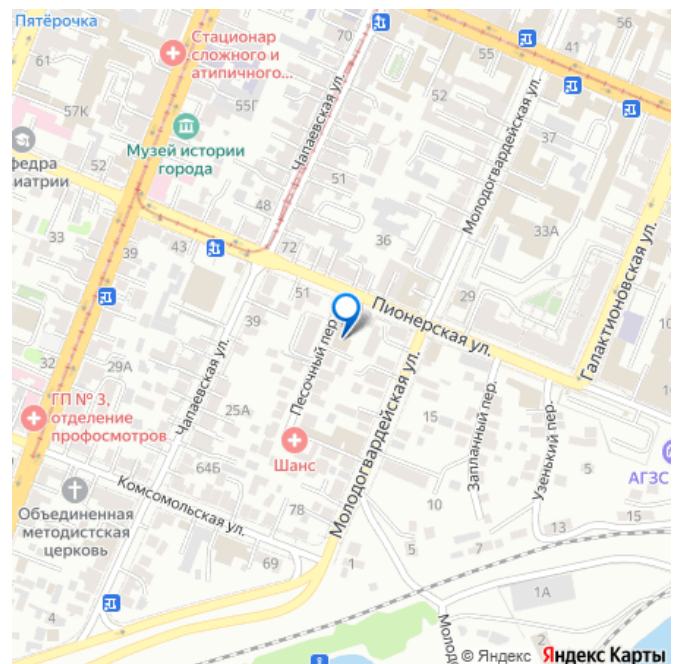 Пятёрочка
61
Стационар
сложного и
атипичного...
70
56
41
55
57К
55Г
Чапаевская ул.
52
Молодогвардейская ул.
37
Музей истории
города
федра
иатрии
52
51
48
33
39
43
72
36
33А
Галактионовская ул.
51
29
Пионерская ул.
39
Песочный пер.
32
29А
ГП № 3,
отделение
профосмотров
Чапаевская ул.
25А
Молодогвардейская ул.
15
Запланный пер.
Узенький пер.
Шанс
64Б
5
АГЗС
Комсомольская ул.
10
Объединенная
методистская
церковь
78
13
15
69
1
5
7
1А
4
Молод
2
© Яндекс Яндекс Карты